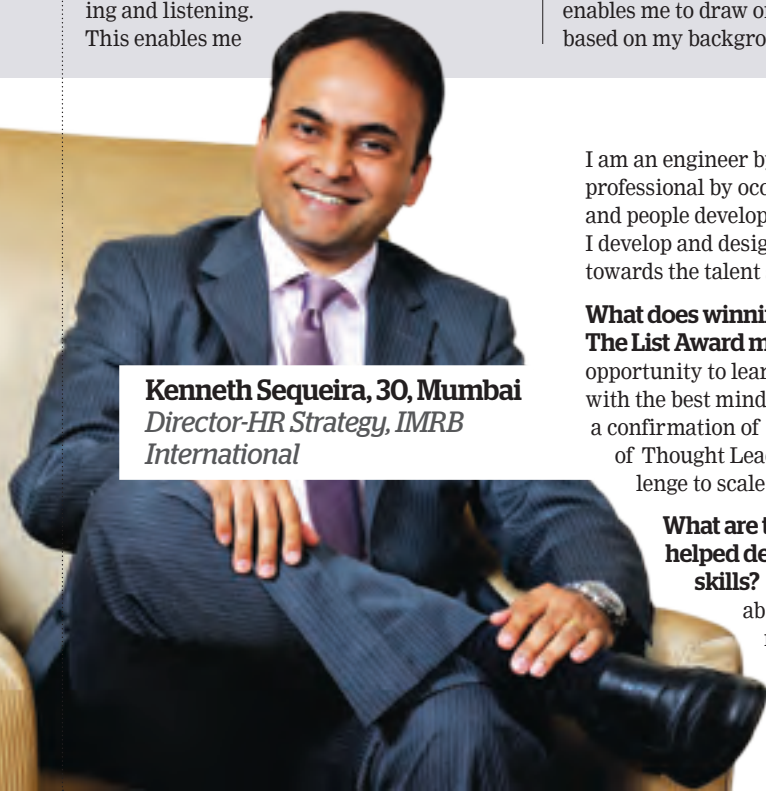 ing and listening.
This enables me
enables me to draw o
based on my backgro
Kenneth Sequeira, 30, Mumbai
Director-HR Strategy, IMRB
International
I am an engineer b
professional by occ
and people develop
I develop and desig
towards the talent
What does winni
The List Award m
opportunity to lear
with the best mind
a confirmation of
of Thought Lea
lenge to scale
What are t
helped de
skills?
ab